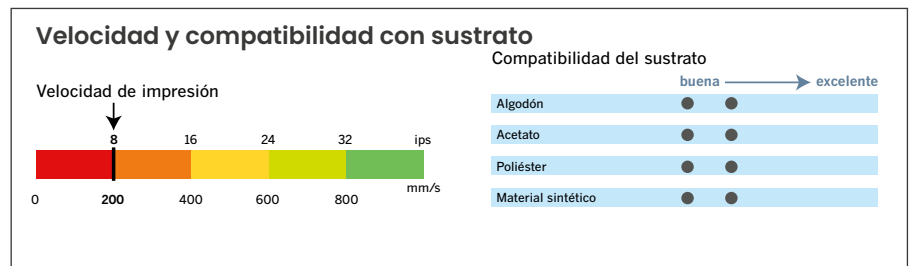 Velocidad y compatibilidad con sustrato
Velocidad de impresión
8 16 24 32 ips
0 200 400 600 800 mm/s
Compatibilidad del sustrato
buena excelente
Algodón
Acetato
Poliéster
Material sintético